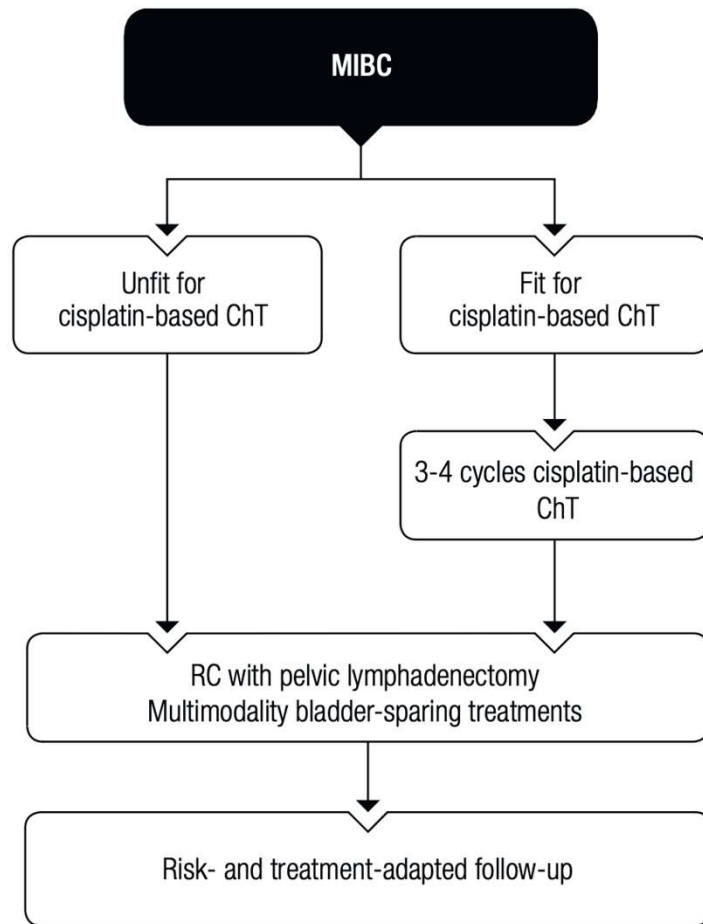 MIBC
Unfit for
cisplatin-based ChT
Fit for
cisplatin-based ChT
3-4 cycles cisplatin-based
ChT
RC with pelvic lymphadenectomy
Multimodality bladder-sparing treatments
Risk- and treatment-adapted follow-up